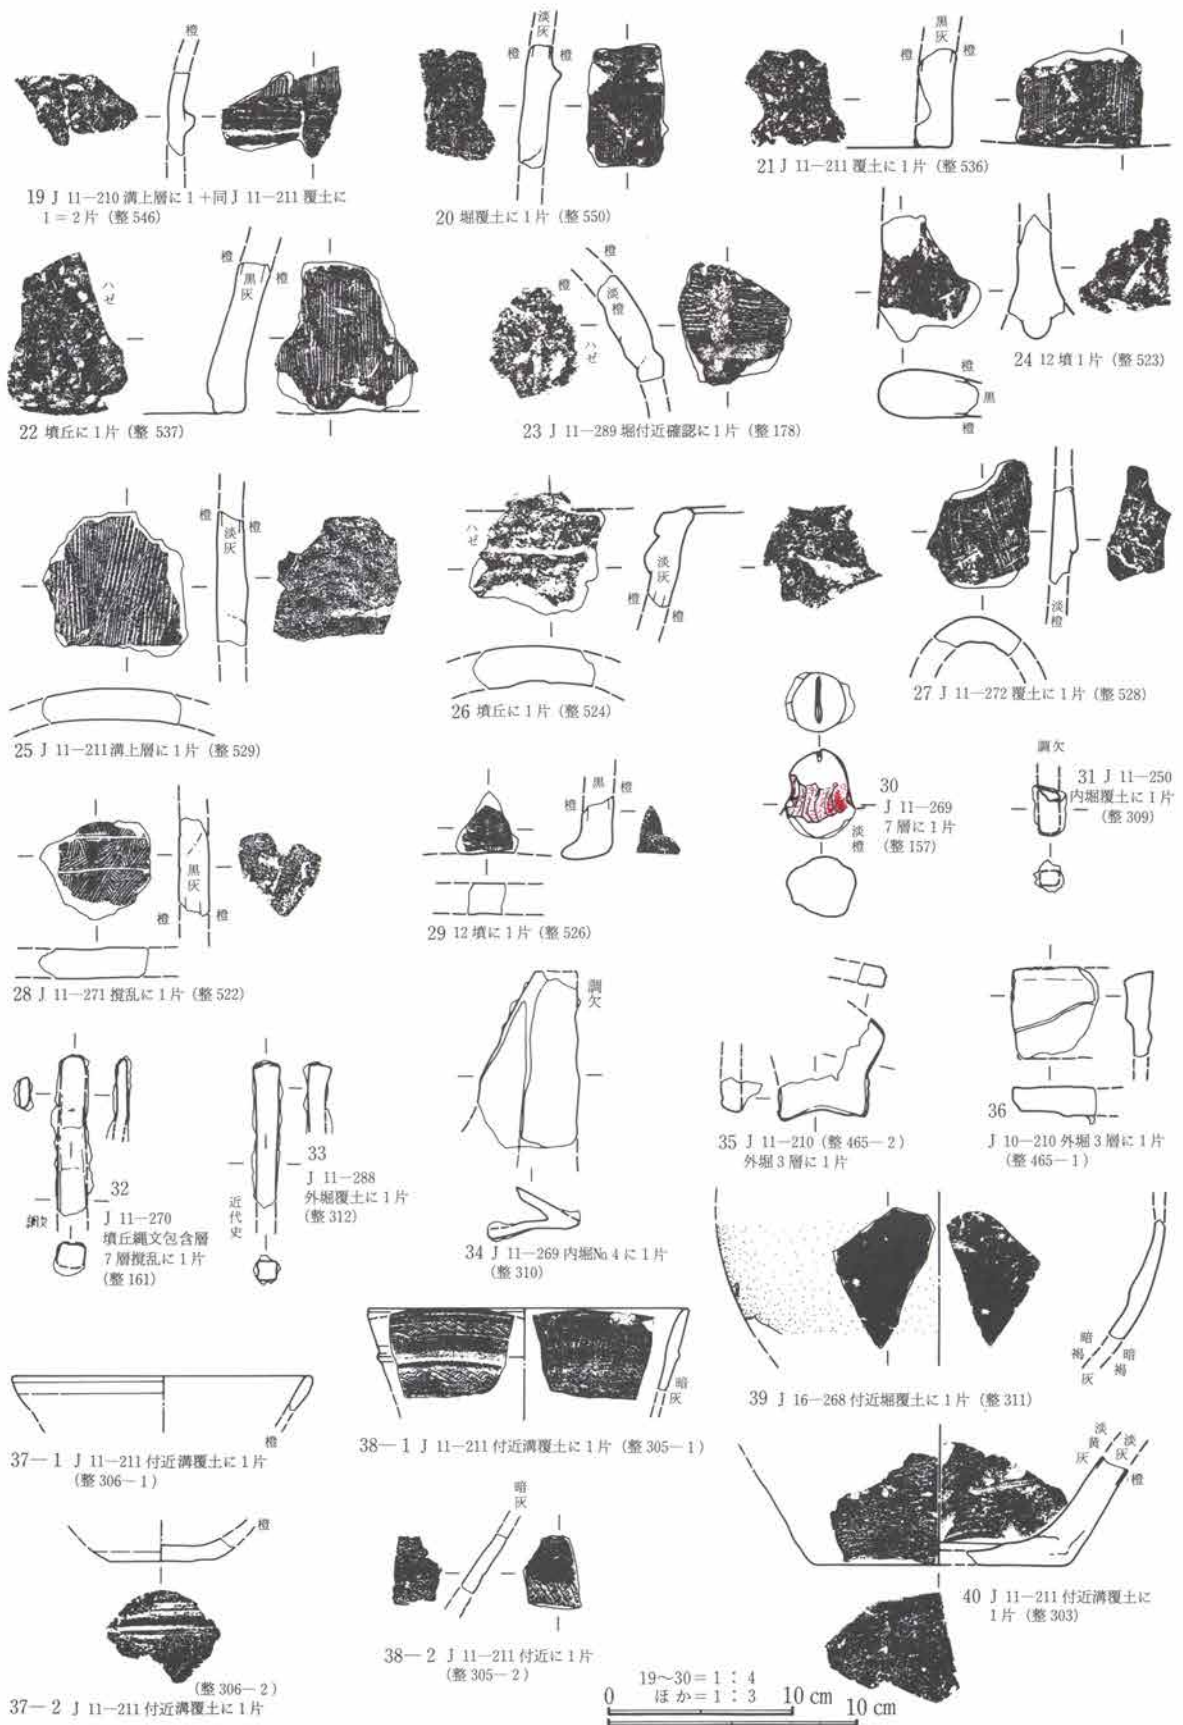 橙
淡灰
橙
橙
黒灰
橙
橙
19 J 11―210 溝上層に 1 +同 J 11―211 覆土に
1 = 2 片 (整 546)
20 堀覆土に 1 片 (整 550)
21 J 11―211 覆土に 1 片 (整 536)
ハゼ
橙
黒灰
橙
22 墳丘に 1 片 (整 537)
橙
橙
淡橙
ハゼ
23 J 11―289 堀付近確認に 1 片 (整 178)
24 12 墳 1 片 (整 523)
橙
黒
橙
橙
淡灰
橙
25 J 11―211 溝上層に 1 片 (整 529)
ハゼ
淡灰
橙
橙
26 墳丘に 1 片 (整 524)
淡橙
27 J 11―272 覆土に 1 片 (整 528)
黒灰
橙
橙
28 J 11―271 撹乱に 1 片 (整 522)
橙
黒
橙
29 12 墳に 1 片 (整 526)
30
J 11―269
7 層に 1 片
(整 157)
淡橙
調欠
31 J 11―250
内堀覆土に 1 片
(整 309)
調欠
32
J 11―270
墳丘縄文包含層
7 層撹乱に 1 片
(整 161)
33
J 11―288
外堀覆土に 1 片
(整 312)
近代史
調欠
34 J 11―269 内堀No. 4 に 1 片
(整 310)
35 J 11―210 (整 465―2)
外堀 3 層に 1 片
36
J 10―210 外堀 3 層に 1 片
(整 465―1)
橙
37―1 J 11―211 付近溝覆土に 1 片
(整 306―1)
暗灰
38―1 J 11―211 付近溝覆土に 1 片 (整 305―1)
暗褐
灰
暗褐
39 J 16―268 付近堀覆土に 1 片 (整 311)
橙
(整 306―2)
37―2 J 11―211 付近溝覆土に 1 片
暗灰
38―2 J 11―211 付近に 1 片
(整 305―2)
淡黄灰
淡灰
橙
40 J 11―211 付近溝覆土に
1 片 (整 303)
19～30 = 1 : 4
ほか = 1 : 3
0 10 cm 10 cm